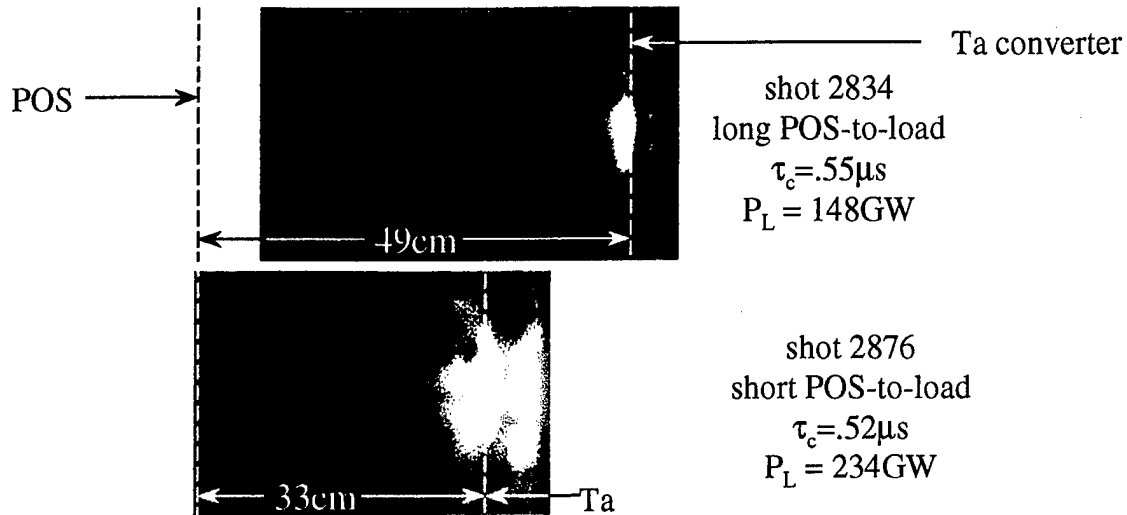 Ta converter
POS
shot 2834
long POS-to-load
τc=.55μs
PL = 148GW
49cm
shot 2876
short POS-to-load
τc=.52μs
PL = 234GW
33cm
Ta